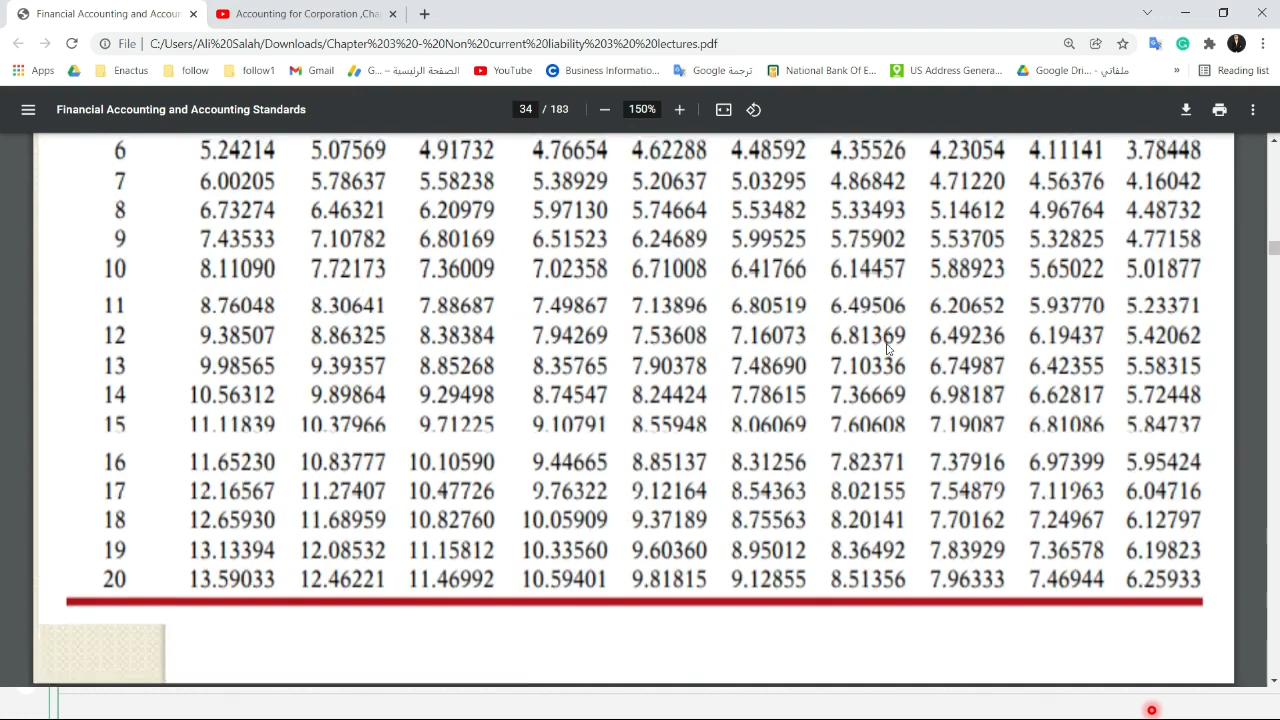 Financial Accounting and Accoun
Accounting for Corporation ,Cha
File
C:/Users/Ali%20Salah/Downloads/Chapter%203%20-%20Non%20current%20liability%203%20%20lectures.pdf
Apps
Enactus
follow
follow1
Gmail
G... – الصفحة الرئيسية
YouTube
Business Informatio...
ترجمة Google
National Bank Of E...
US Address Genera...
ملفاتي - Google Dri...
»
Reading list
Financial Accounting and Accounting Standards
34 / 183
150%
6 5.24214 5.07569 4.91732 4.76654 4.62288 4.48592 4.35526 4.23054 4.11141 3.78448
7 6.00205 5.78637 5.58238 5.38929 5.20637 5.03295 4.86842 4.71220 4.56376 4.16042
8 6.73274 6.46321 6.20979 5.97130 5.74664 5.53482 5.33493 5.14612 4.96764 4.48732
9 7.43533 7.10782 6.80169 6.51523 6.24689 5.99525 5.75902 5.53705 5.32825 4.77158
10 8.11090 7.72173 7.36009 7.02358 6.71008 6.41766 6.14457 5.88923 5.65022 5.01877
11 8.76048 8.30641 7.88687 7.49867 7.13896 6.80519 6.49506 6.20652 5.93770 5.23371
12 9.38507 8.86325 8.38384 7.94269 7.53608 7.16073 6.81369 6.49236 6.19437 5.42062
13 9.98565 9.39357 8.85268 8.35765 7.90378 7.48690 7.10336 6.74987 6.42355 5.58315
14 10.56312 9.89864 9.29498 8.74547 8.24424 7.78615 7.36669 6.98187 6.62817 5.72448
15 11.11839 10.37966 9.71225 9.10791 8.55948 8.06069 7.60608 7.19087 6.81086 5.84737
16 11.65230 10.83777 10.10590 9.44665 8.85137 8.31256 7.82371 7.37916 6.97399 5.95424
17 12.16567 11.27407 10.47726 9.76322 9.12164 8.54363 8.02155 7.54879 7.11963 6.04716
18 12.65930 11.68959 10.82760 10.05909 9.37189 8.75563 8.20141 7.70162 7.24967 6.12797
19 13.13394 12.08532 11.15812 10.33560 9.60360 8.95012 8.36492 7.83929 7.36578 6.19823
20 13.59033 12.46221 11.46992 10.59401 9.81815 9.12855 8.51356 7.96333 7.46944 6.25933